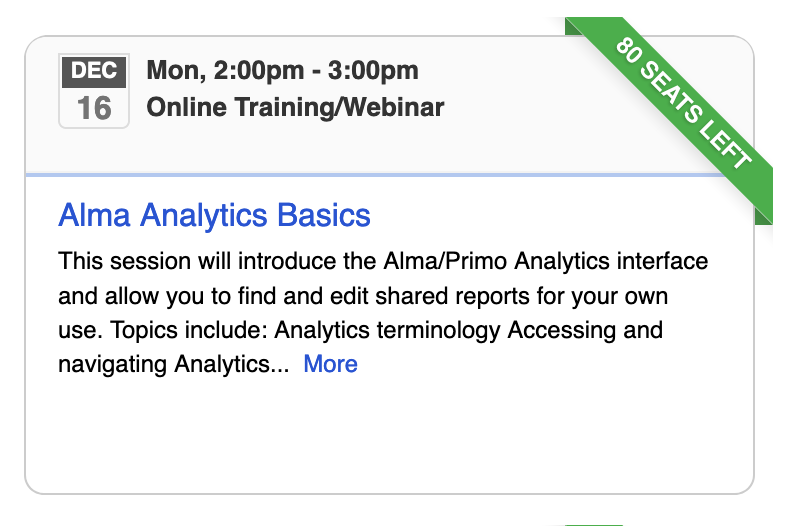 DEC
16
Mon, 2:00pm - 3:00pm
Online Training/Webinar
80 SEATS LEFT
Alma Analytics Basics
This session will introduce the Alma/Primo Analytics interface
and allow you to find and edit shared reports for your own
use. Topics include: Analytics terminology Accessing and
navigating Analytics... More